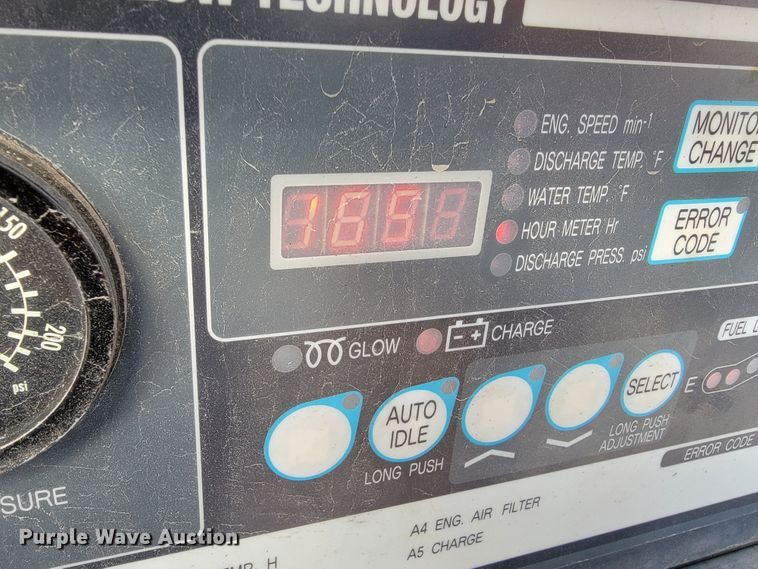 TECHNOLOGY
150
200
psi
ENG. SPEED min-1
DISCHARGE TEMP. °F
WATER TEMP. °F
HOUR METER Hr
DISCHARGE PRESS. psi
MONITO
CHANGE
ERROR
CODE
GLOW
CHARGE
FUEL
AUTO
IDLE
LONG PUSH
SELECT
LONG PUSH
ADJUSTMENT
E
ERROR CODE
SURE
A4 ENG. AIR FILTER
A5 CHARGE
Purple Wave Auction
H